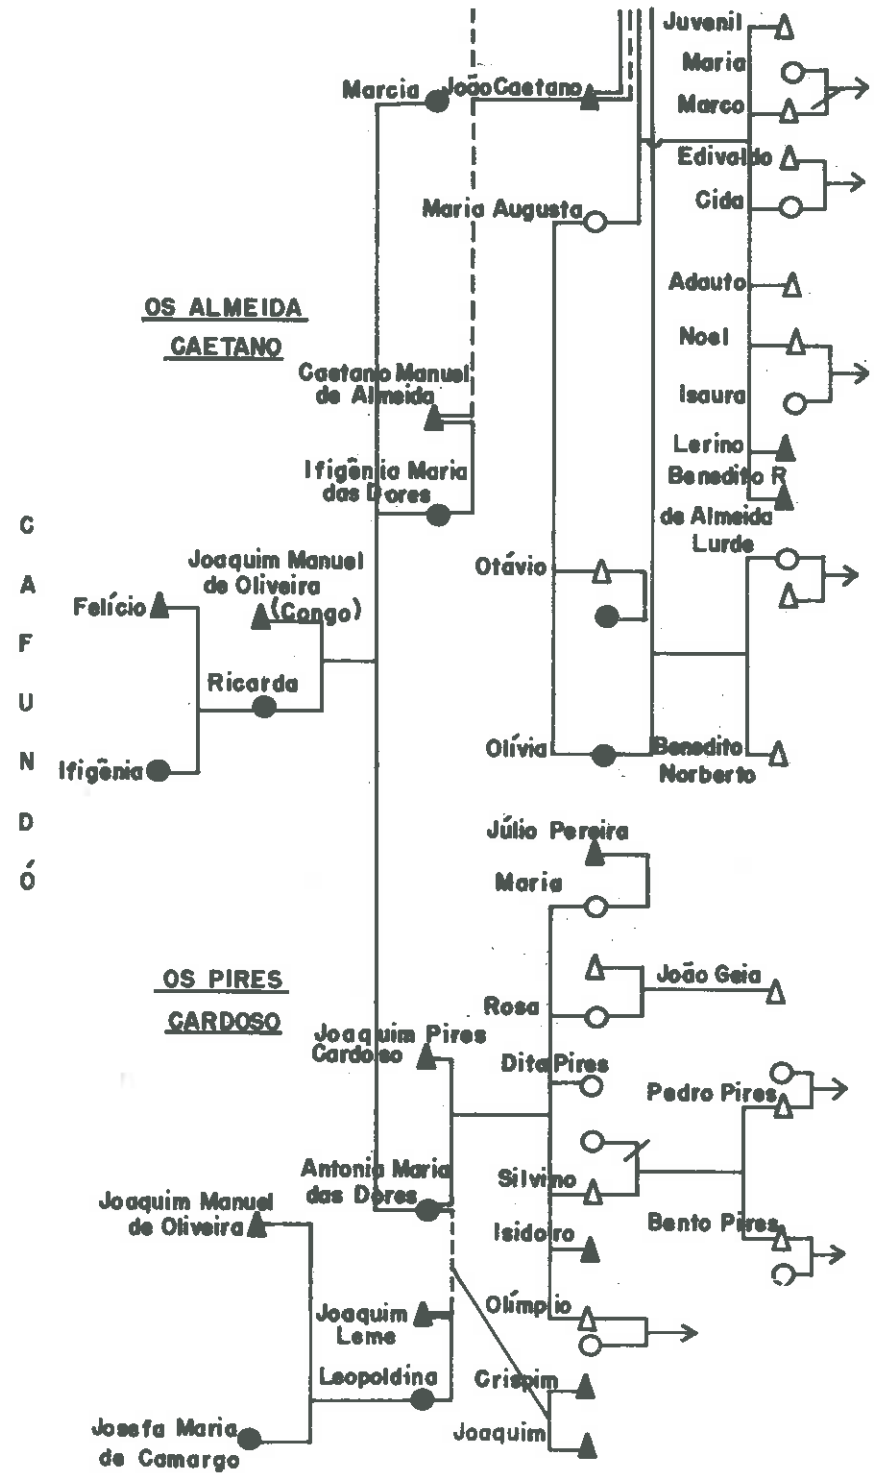 Juvenil
Maria
Marcia
João Caetano
Marco
Edivaldo
Cida
Maria Augusta
Adauto
OS ALMEIDA
CAETANO
Noel
Caetano Manuel
de Almeida
Isaura
Lerino
Ifigênia Maria
das Dores
Benedito R
de Almeida
Lurde
CAFUNDÓ
Joaquim Manuel
de Oliveira
(Congo)
Otávio
Felício
Ricarda
Olívia
Benedito
Norberto
Ifigênia
Júlio Pereira
Maria
OS PIRES
CARDOSO
João Geia
Rosa
Joaquim Pires
Cardoso
Dita Pires
Pedro Pires
Antonia Maria
das Dores
Silvino
Joaquim Manuel
de Oliveira
Isidoro
Bento Pires
Joaquim
Leme
Olímpio
Leopoldina
Crispim
Josefa Maria
de Camargo
Joaquim